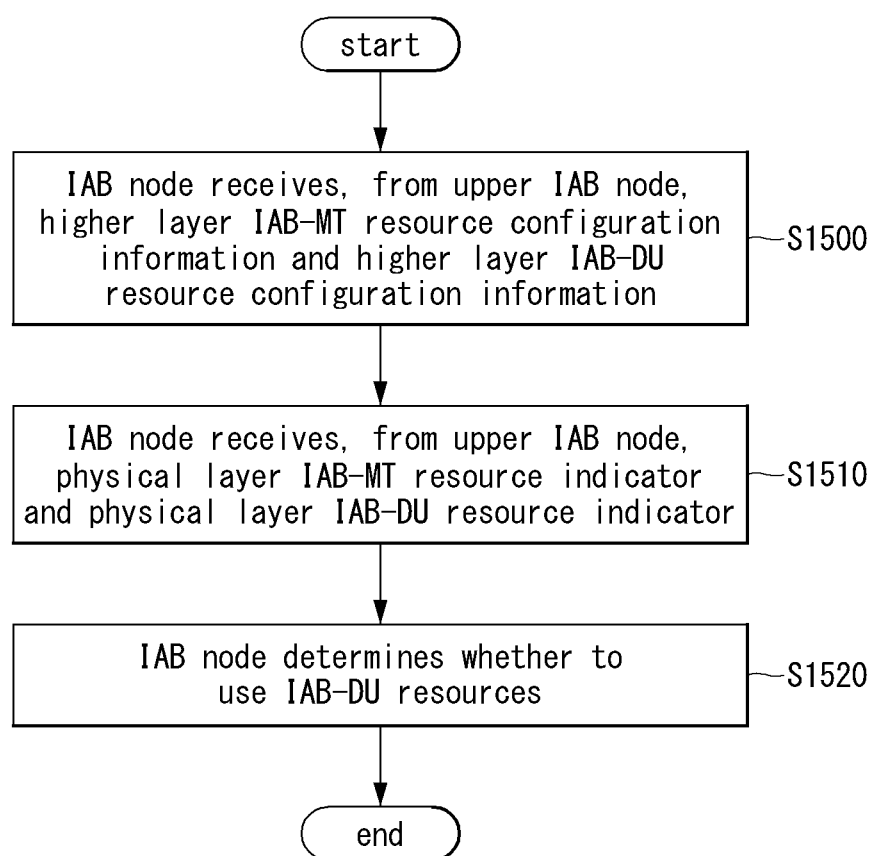 start
IAB node receives, from upper IAB node,
higher layer IAB-MT resource configuration
information and higher layer IAB-DU
resource configuration information
S1500
IAB node receives, from upper IAB node,
physical layer IAB-MT resource indicator
and physical layer IAB-DU resource indicator
S1510
IAB node determines whether to
use IAB-DU resources
S1520
end